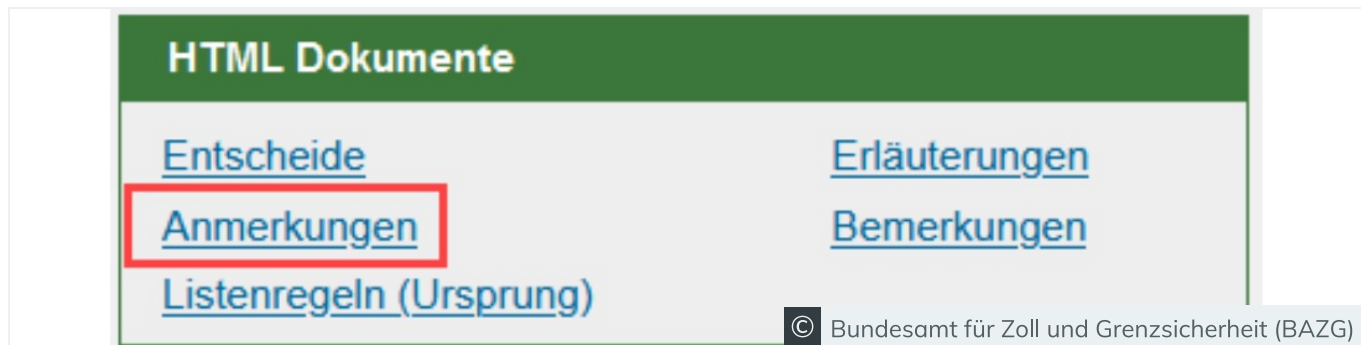 HTML Dokumente
Entscheide
Erläuterungen
Anmerkungen
Bemerkungen
Listenregeln (Ursprung)
© Bundesamt für Zoll und Grenzsicherheit (BAZG)